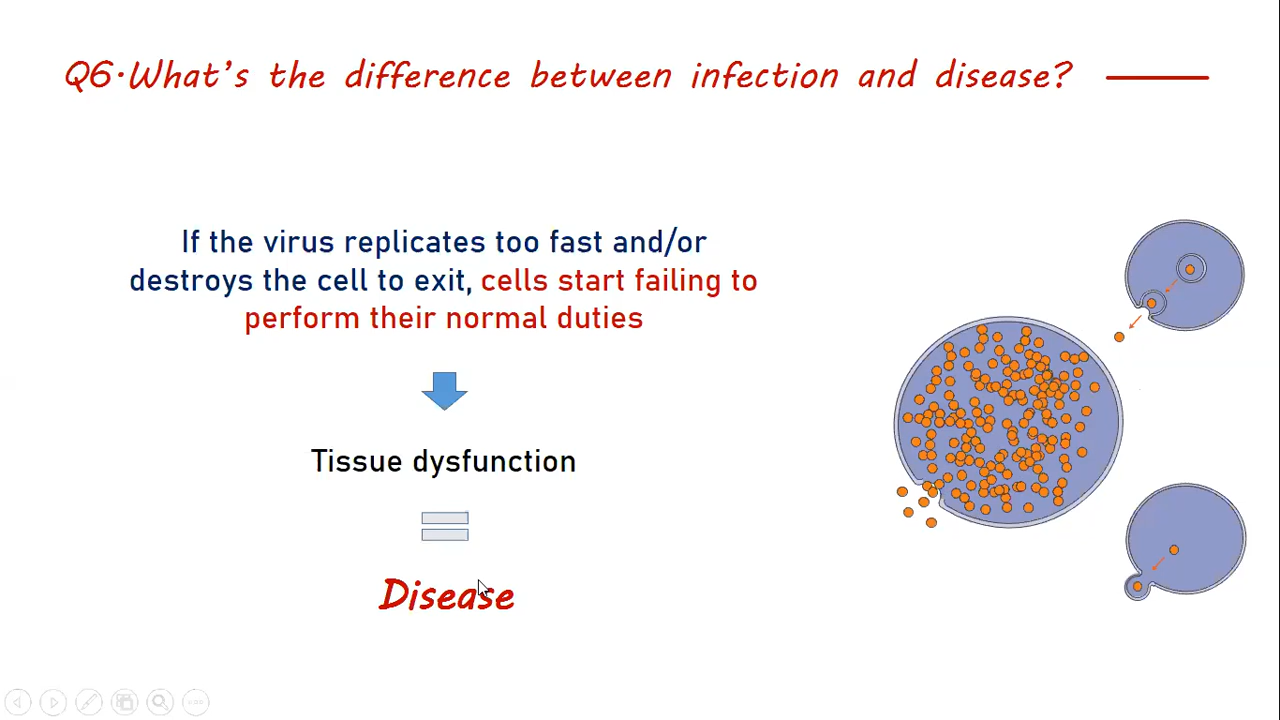 Q6·What's the difference between infection and disease?
If the virus replicates too fast and/or
destroys the cell to exit, cells start failing to
perform their normal duties
Tissue dysfunction
Disease